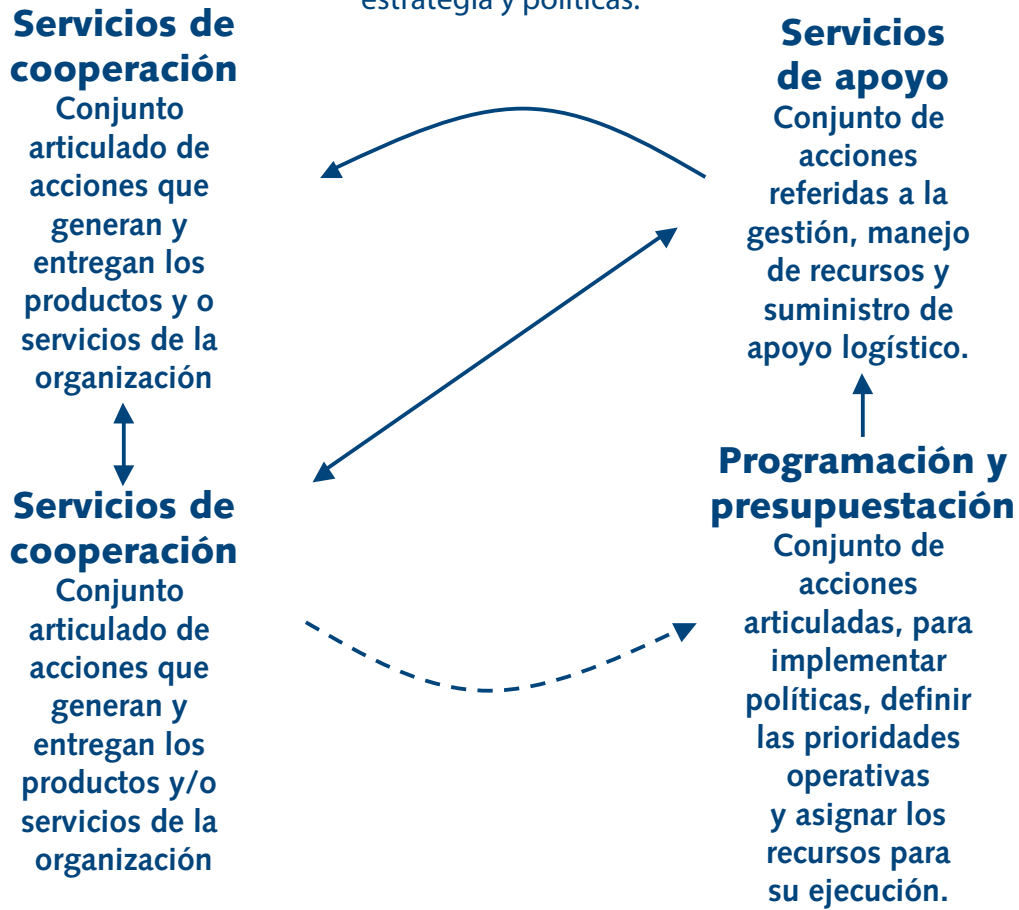 estrategia y políticas.
Servicios de
cooperación
Conjunto
articulado de
acciones que
generan y
entregan los
productos y o
servicios de la
organización
Servicios
de apoyo
Conjunto de
acciones
referidas a la
gestión, manejo
de recursos y
suministro de
apoyo logístico.
Servicios de
cooperación
Conjunto
articulado de
acciones que
generan y
entregan los
productos y/o
servicios de la
organización
Programación y
presupuestación
Conjunto de
acciones
articuladas, para
implementar
políticas, definir
las prioridades
operativas
y asignar los
recursos para
su ejecución.